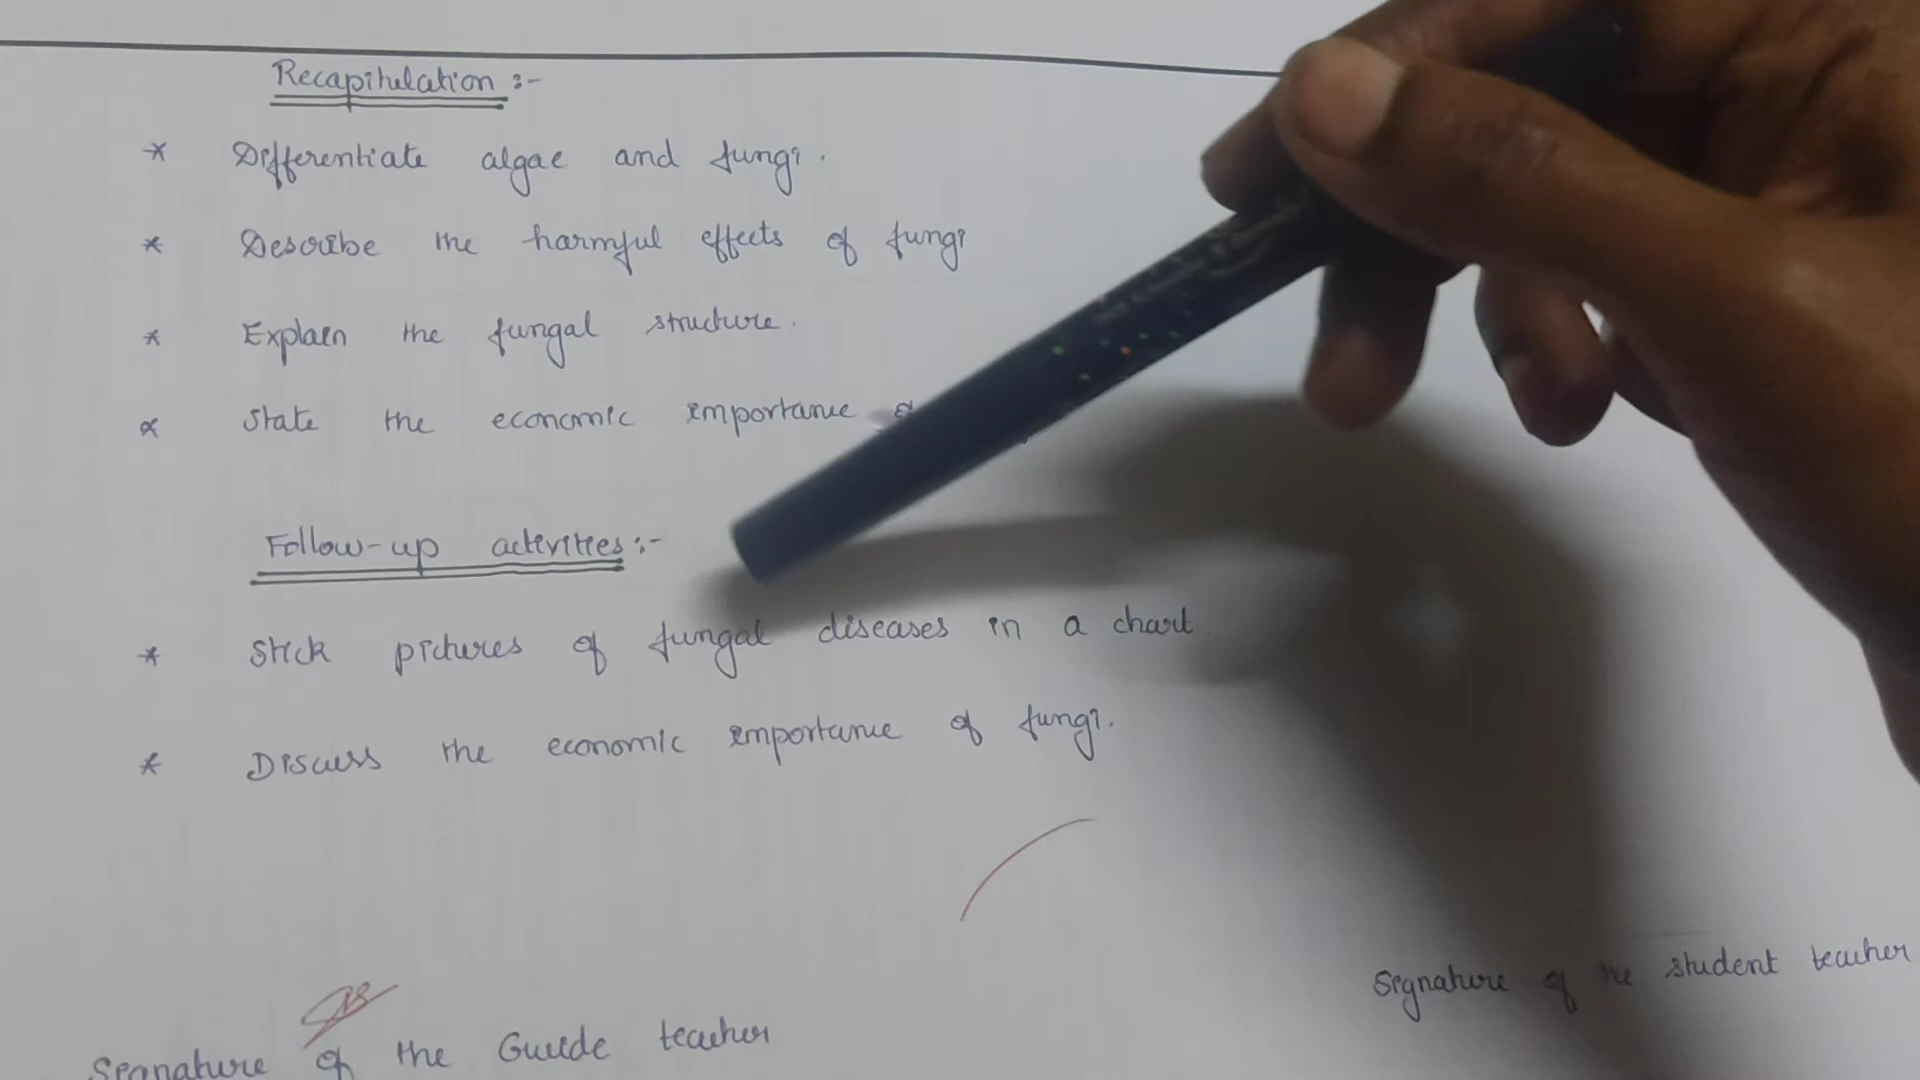 Recapitulation :-
* Differentiate algae and fungi.
* Describe the harmful effects of fungi
* Explain the fungal structure.
* State the economic importance
Follow-up activities :-
* Stick pictures of fungal diseases in a chart.
* Discuss the economic importance of fungi.
Signature of the student teacher
Signature of the Guide teacher